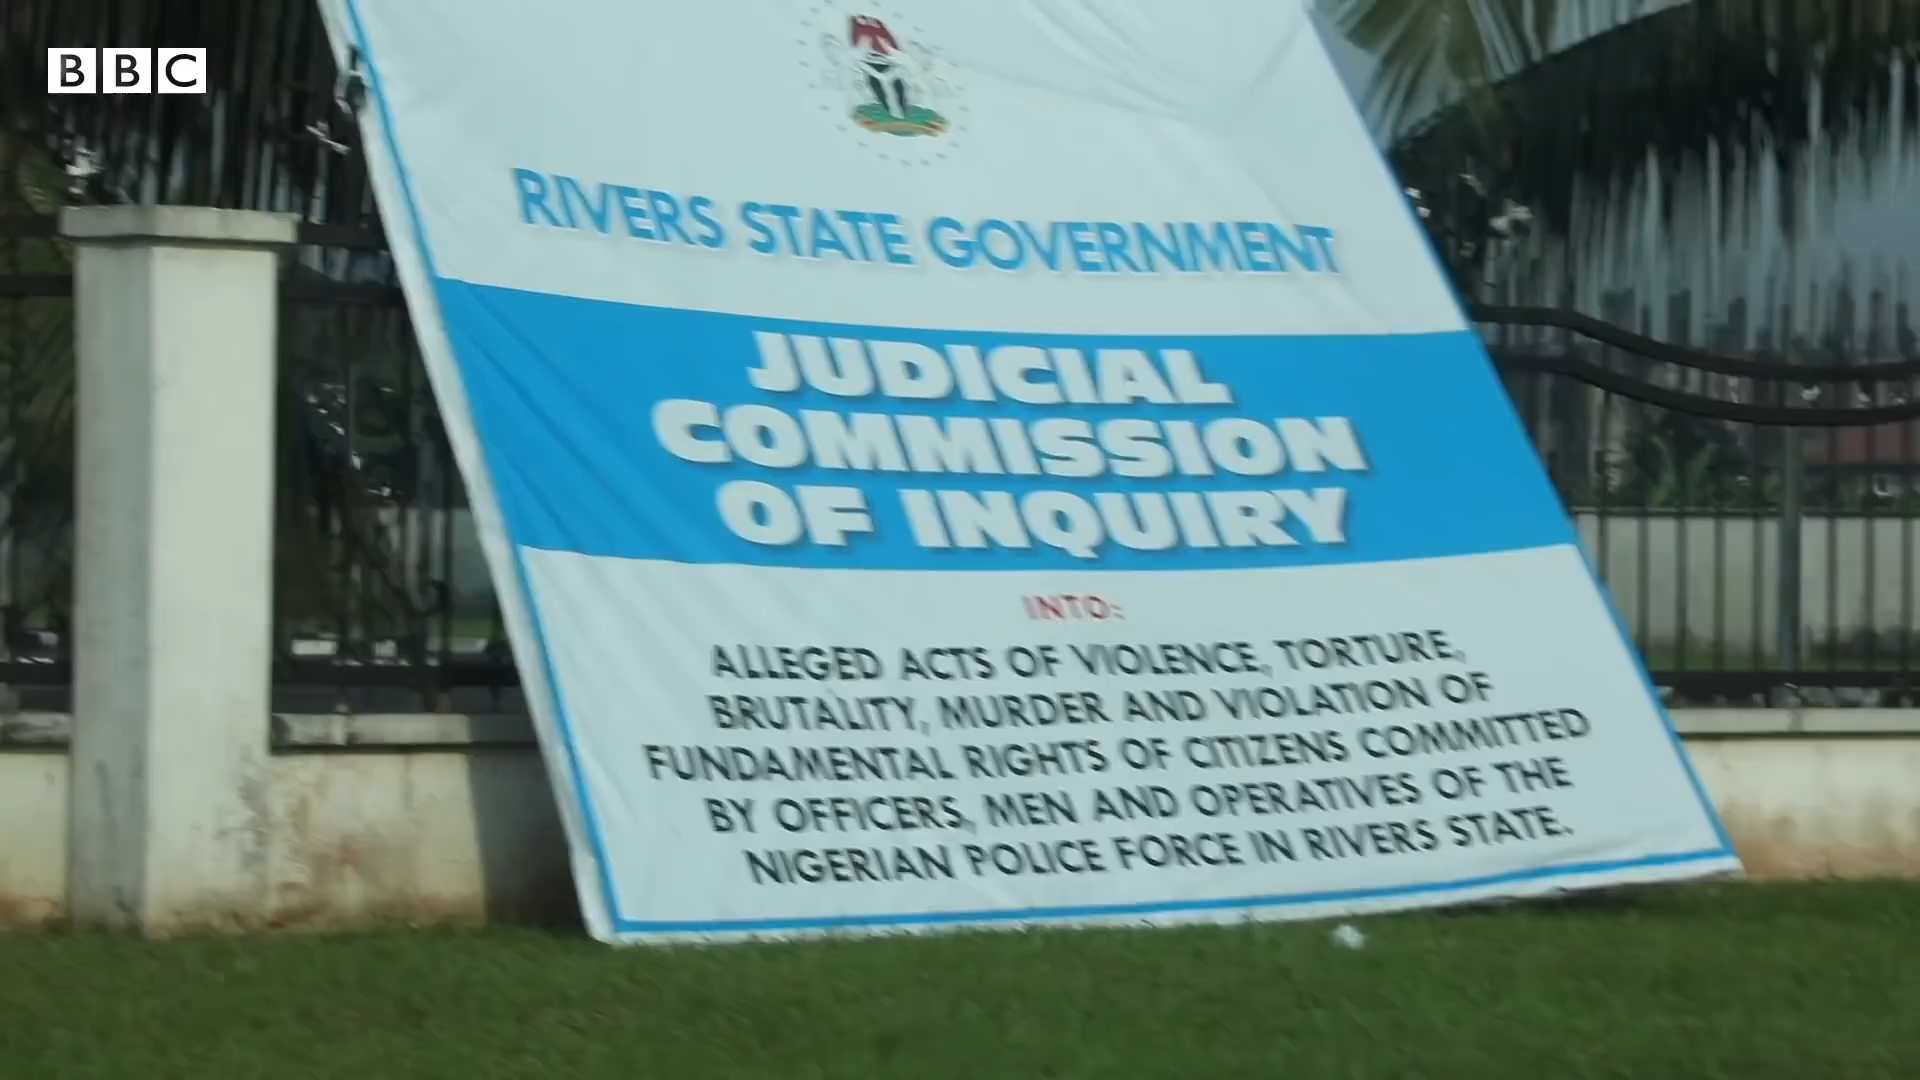 BBC
RIVERS STATE GOVERNMENT
JUDICIAL
COMMISSION
OF INQUIRY
INTO:
ALLEGED ACTS OF VIOLENCE, TORTURE,
BRUTALITY, MURDER AND VIOLATION OF
FUNDAMENTAL RIGHTS OF CITIZENS COMMITTED
BY OFFICERS, MEN AND OPERATIVES OF THE
NIGERIAN POLICE FORCE IN RIVERS STATE.